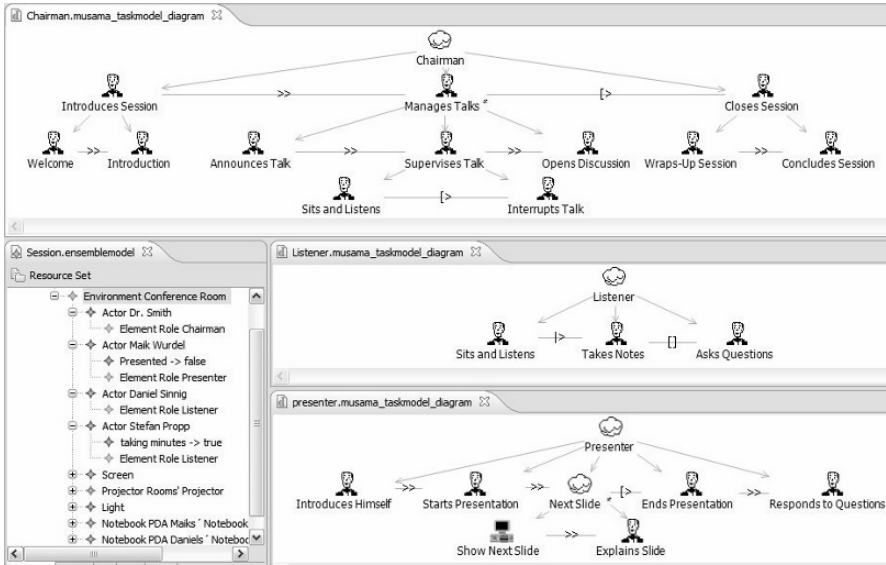 Chairman.musama_taskmodel_diagram
Chairman
>> [>
Introduces Session Manages Talks * Closes Session
>> >> >> >>
Welcome Introduction Announces Talk Supervises Talk Opens Discussion Wraps-Up Session Concludes Session
[>
Sits and Listens Interrupts Talk
Session.ensemblemodel
Resource Set
Environment Conference Room
Actor Dr. Smith
Element Role Chairman
Actor Maik Wurdel
Presented -> false
Element Role Presenter
Actor Daniel Sinnig
Element Role Listener
Actor Stefan Propp
taking minutes -> true
Element Role Listener
Screen
Projector Rooms' Projector
Light
Notebook PDA Maiks´ Notebook
Notebook PDA Daniels´ Notebook
Listener.musama_taskmodel_diagram
Listener
|> []
Sits and Listens Takes Notes Asks Questions
presenter.musama_taskmodel_diagram
Presenter
>> >> [> >>
Introduces Himself Starts Presentation Next Slide * Ends Presentation Responds to Questions
>>
Show Next Slide Explains Slide